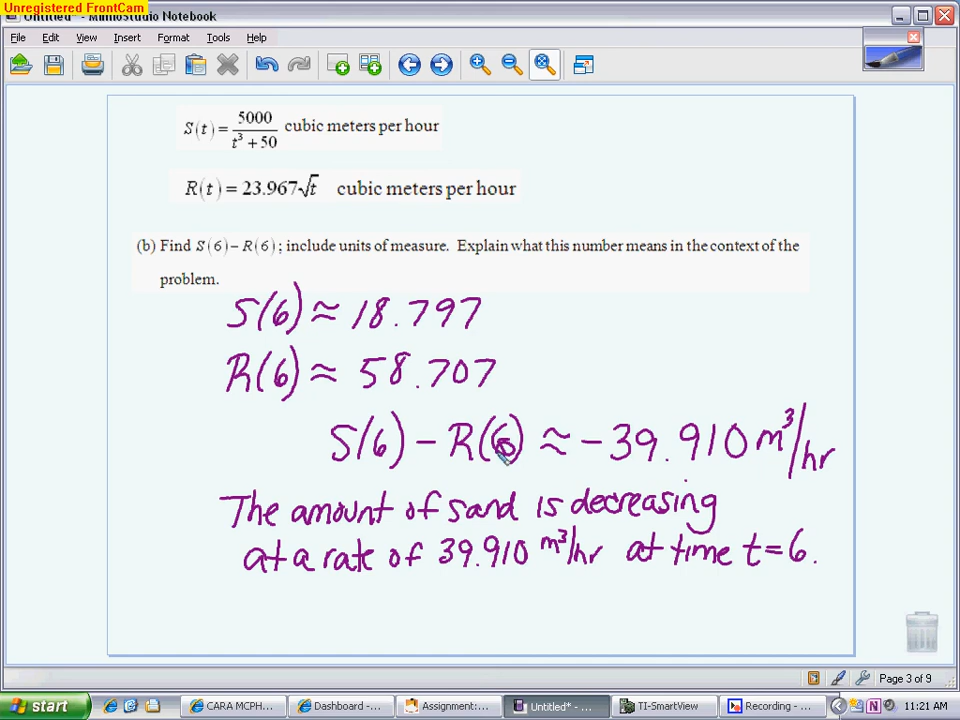 Unregistered FrontCam
Untitled* - MimioStudio Notebook
File Edit View Insert Format Tools Help
S(t) = 5000 / (t³ + 50) cubic meters per hour
R(t) = 23.967√t cubic meters per hour
(b) Find S(6) – R(6); include units of measure. Explain what this number means in the context of the
problem.
S(6) ≈ 18.797
R(6) ≈ 58.707
S(6) – R(6) ≈ –39.910 m³/hr
The amount of sand is decreasing
at a rate of 39.910 m³/hr at time t = 6.
Page 3 of 9
start CARA MCPH... Dashboard -... Assignment:... Untitled* - ... TI-SmartView Recording - ... 11:21 AM